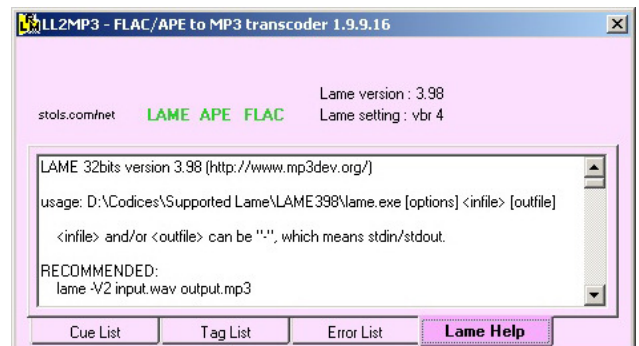 LL2MP3 - FLAC/APE to MP3 transcoder 1.9.9.16
Lame version : 3.98
stols.com/net LAME APE FLAC Lame setting : vbr 4
LAME 32bits version 3.98 (http://www.mp3dev.org/)
usage: D:\Codices\Supported Lame\LAME398\lame.exe [options] <infile> [outfile]
<infile> and/or <outfile> can be "-", which means stdin/stdout.
RECOMMENDED:
lame -V2 input.wav output.mp3
Cue List Tag List Error List Lame Help